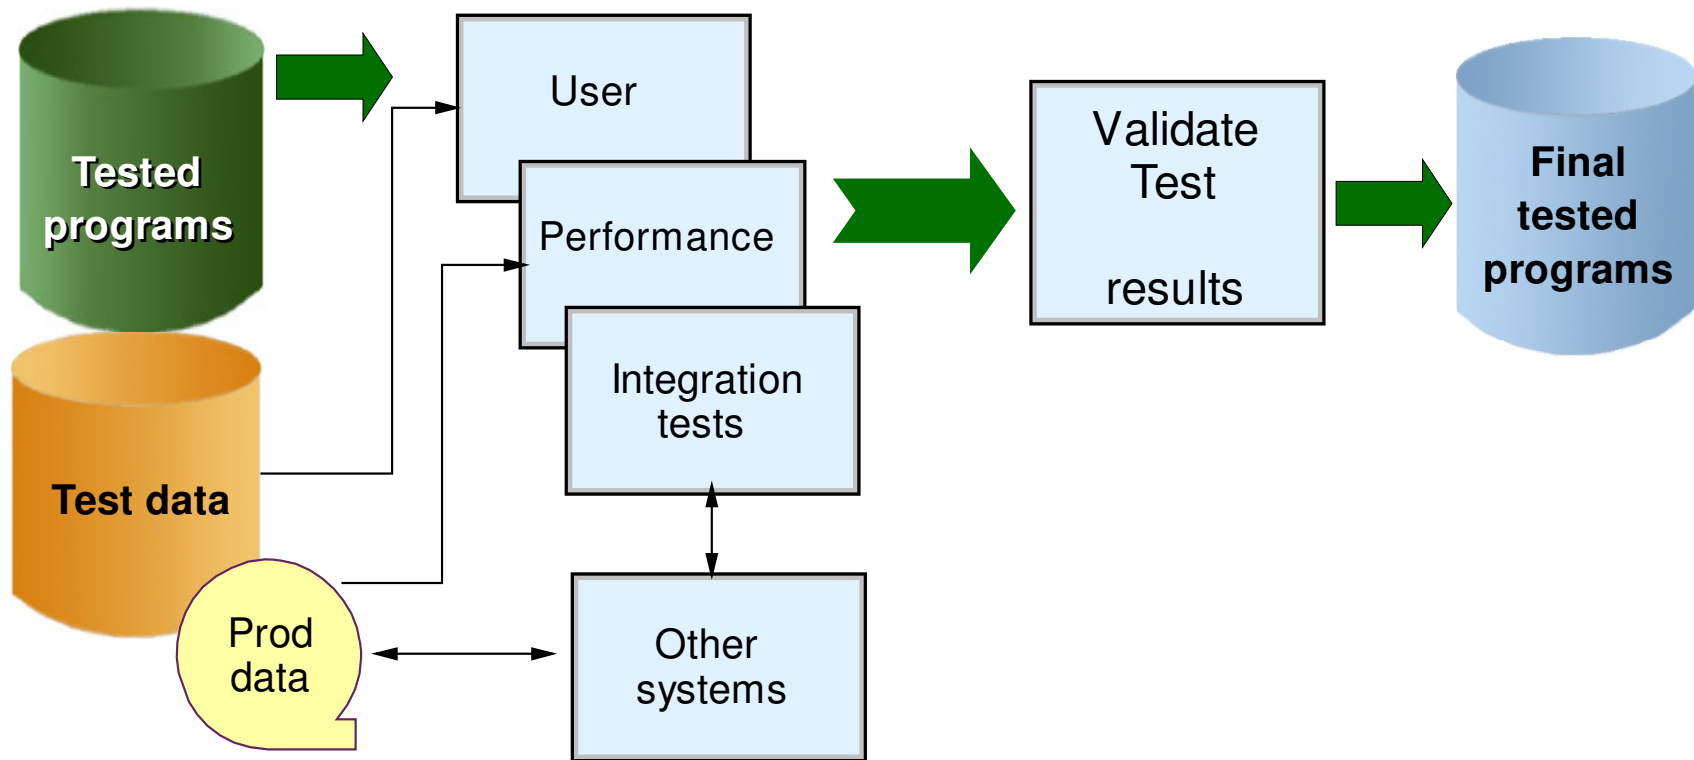 Tested
programs
Test data
Prod
data
User
Performance
Integration
tests
Other
systems
Validate
Test
results
Final
tested
programs